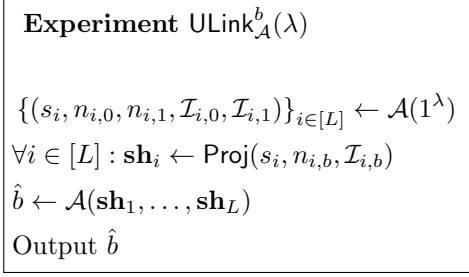 Experiment ULink^b_𝒜(λ)
{(s_i, n_{i,0}, n_{i,1}, ℐ_{i,0}, ℐ_{i,1})}_{i∈[L]} ← 𝒜(1^λ)
∀i ∈ [L] : sh_i ← Proj(s_i, n_{i,b}, ℐ_{i,b})
b̂ ← 𝒜(sh_1, …, sh_L)
Output b̂